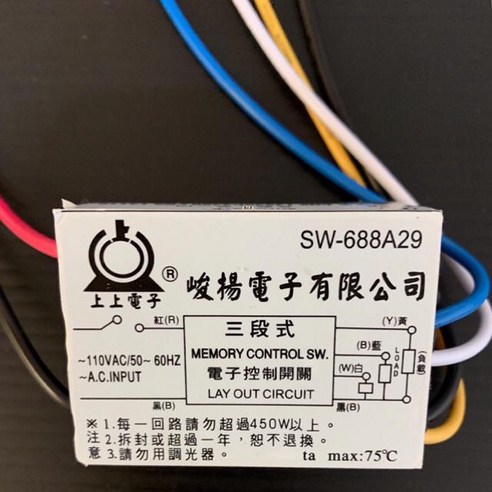 SW-688A29
上上電子® 峻揚電子有限公司
紅(R) 三段式 (Y)黃
~110VAC/50~60HZ MEMORY CONTROL SW. (B)藍 LOAD (負載)
~A.C.INPUT 電子控制開關 (W)白
黑(B) LAY OUT CIRCUIT 黑(B)
※1.每一回路請勿超過450W以上。
注2.拆封或超過一年，恕不退換。
意3.請勿用調光器。 ta max:75℃